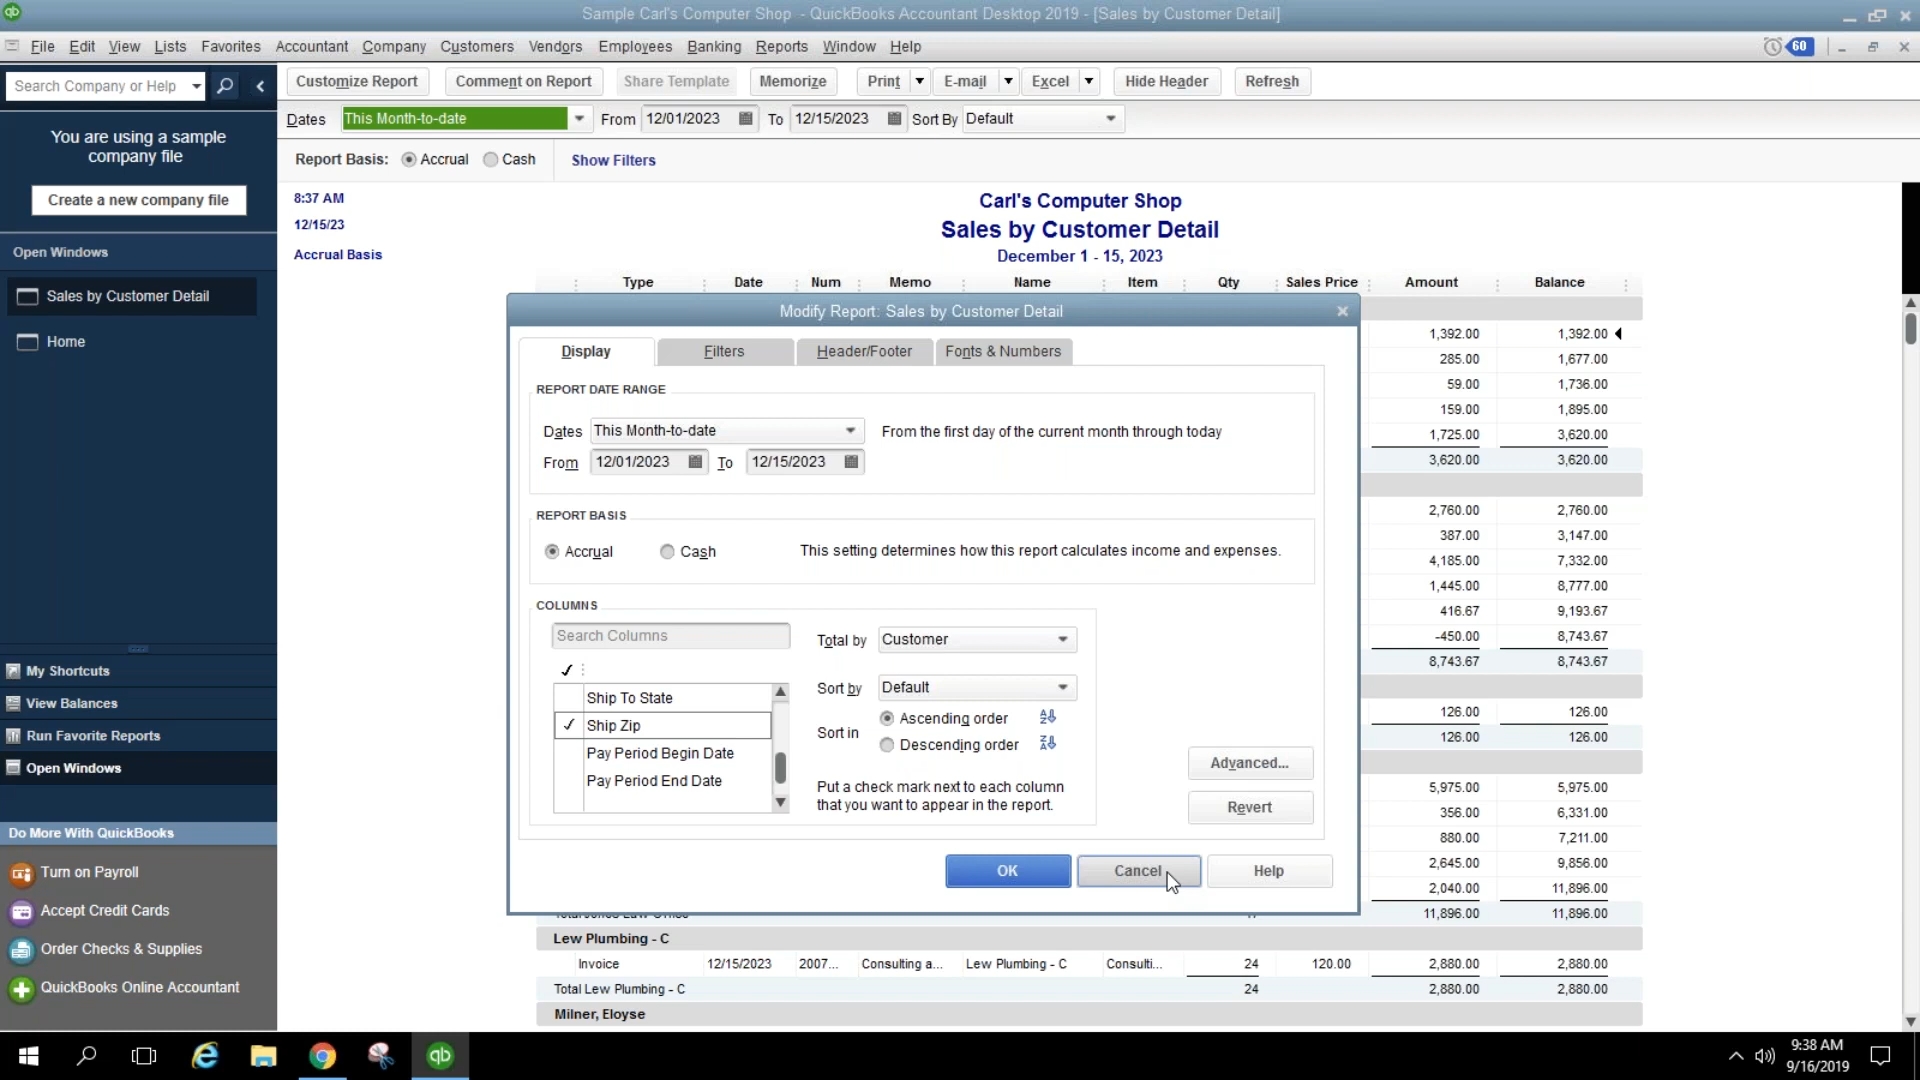 Sample Carl's Computer Shop - QuickBooks Accountant Desktop 2019 - [Sales by Customer Detail]
File Edit View Lists Favorites Accountant Company Customers Vendors Employees Banking Reports Window Help 60
Search Company or Help
Customize Report Comment on Report Share Template Memorize Print E-mail Excel Hide Header Refresh
Dates This Month-to-date From 12/01/2023 To 12/15/2023 Sort By Default
You are using a sample
company file
Report Basis: Accrual Cash Show Filters
Create a new company file
8:37 AM
12/15/23
Accrual Basis
Carl's Computer Shop
Sales by Customer Detail
December 1 - 15, 2023
Open Windows
Sales by Customer Detail
Home
Type Date Num Memo Name Item Qty Sales Price Amount Balance
1,392.00 1,392.00
285.00 1,677.00
59.00 1,736.00
159.00 1,895.00
1,725.00 3,620.00
3,620.00 3,620.00
2,760.00 2,760.00
387.00 3,147.00
4,185.00 7,332.00
1,445.00 8,777.00
416.67 9,193.67
-450.00 8,743.67
8,743.67 8,743.67
126.00 126.00
126.00 126.00
5,975.00 5,975.00
356.00 6,331.00
880.00 7,211.00
2,645.00 9,856.00
2,040.00 11,896.00
11,896.00 11,896.00
Modify Report: Sales by Customer Detail
Display Filters Header/Footer Fonts & Numbers
REPORT DATE RANGE
Dates This Month-to-date From the first day of the current month through today
From 12/01/2023 To 12/15/2023
REPORT BASIS
Accrual Cash This setting determines how this report calculates income and expenses.
COLUMNS
Search Columns
Total by Customer
Ship To State
Ship Zip
Pay Period Begin Date
Pay Period End Date
Sort by Default
Sort in
Ascending order
Descending order
Put a check mark next to each column
that you want to appear in the report.
Advanced...
Revert
OK Cancel Help
Total Jones Law Office 47
Lew Plumbing - C
Invoice 12/15/2023 2007... Consulting a... Lew Plumbing - C Consulti... 24 120.00 2,880.00 2,880.00
Total Lew Plumbing - C 24 2,880.00 2,880.00
Milner, Eloyse
My Shortcuts
View Balances
Run Favorite Reports
Open Windows
Do More With QuickBooks
Turn on Payroll
Accept Credit Cards
Order Checks & Supplies
QuickBooks Online Accountant
9:38 AM
9/16/2019